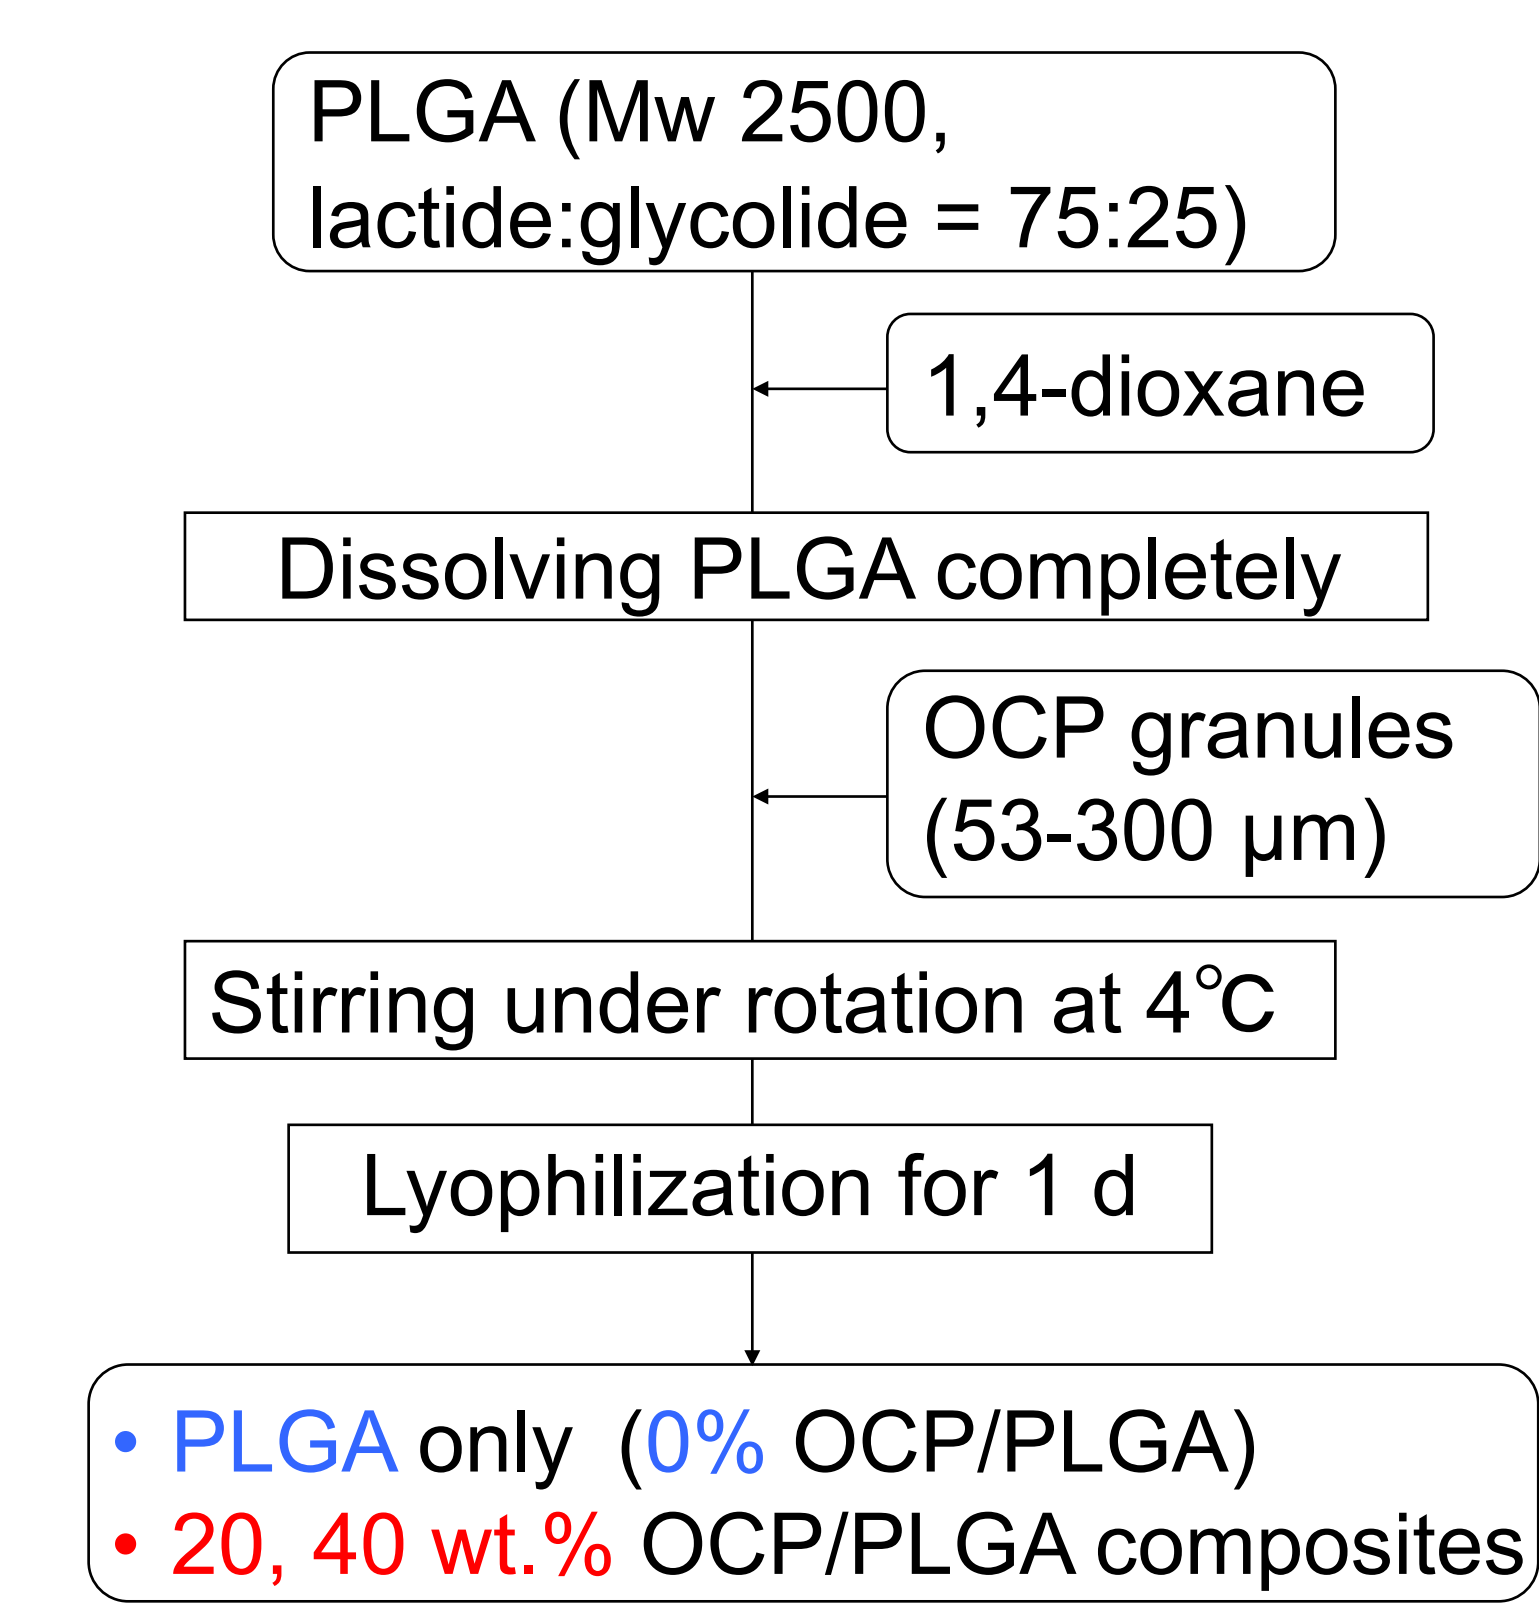 PLGA (Mw 2500,
lactide:glycolide = 75:25)
1,4-dioxane
Dissolving PLGA completely
OCP granules
(53-300 μm)
Stirring under rotation at 4℃
Lyophilization for 1 d
• PLGA only (0% OCP/PLGA)
• 20, 40 wt.% OCP/PLGA composites